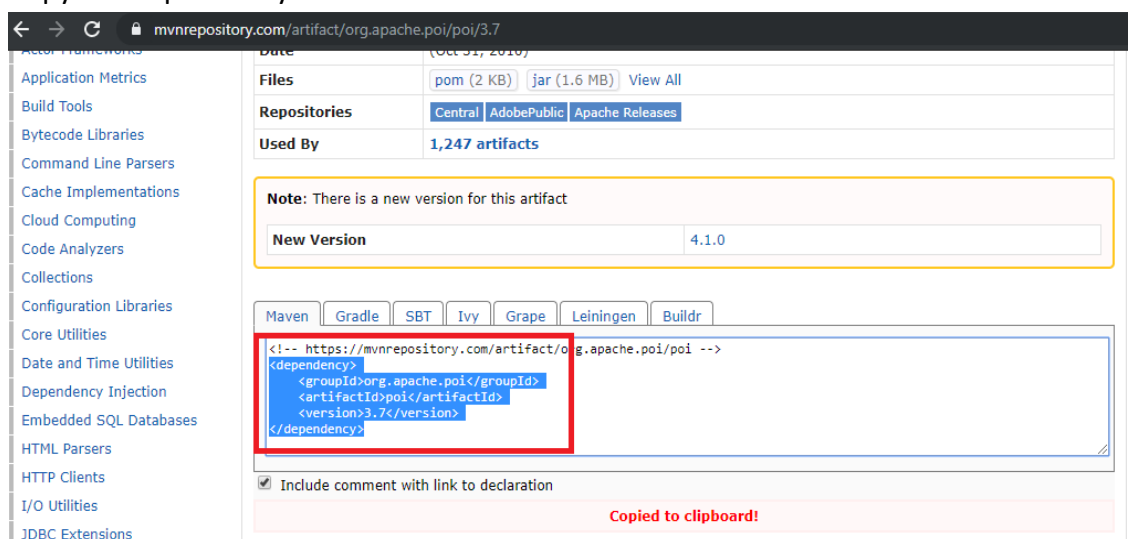 mvnrepository.com/artifact/org.apache.poi/poi/3.7
Application Metrics
Build Tools
Bytecode Libraries
Command Line Parsers
Cache Implementations
Cloud Computing
Code Analyzers
Collections
Configuration Libraries
Core Utilities
Date and Time Utilities
Dependency Injection
Embedded SQL Databases
HTML Parsers
HTTP Clients
I/O Utilities
JDBC Extensions
Date (Oct 31, 2010)
Files pom (2 KB) jar (1.6 MB) View All
Repositories Central AdobePublic Apache Releases
Used By 1,247 artifacts
Note: There is a new version for this artifact
New Version 4.1.0
Maven Gradle SBT Ivy Grape Leiningen Buildr
<!-- https://mvnrepository.com/artifact/org.apache.poi/poi -->
<dependency>
    <groupId>org.apache.poi</groupId>
    <artifactId>poi</artifactId>
    <version>3.7</version>
</dependency>
Include comment with link to declaration
Copied to clipboard!